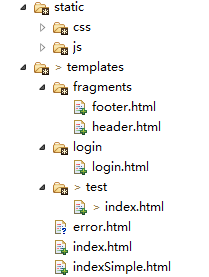 static
css
js
> templates
fragments
footer.html
header.html
login
login.html
> test
> index.html
error.html
index.html
indexSimple.html